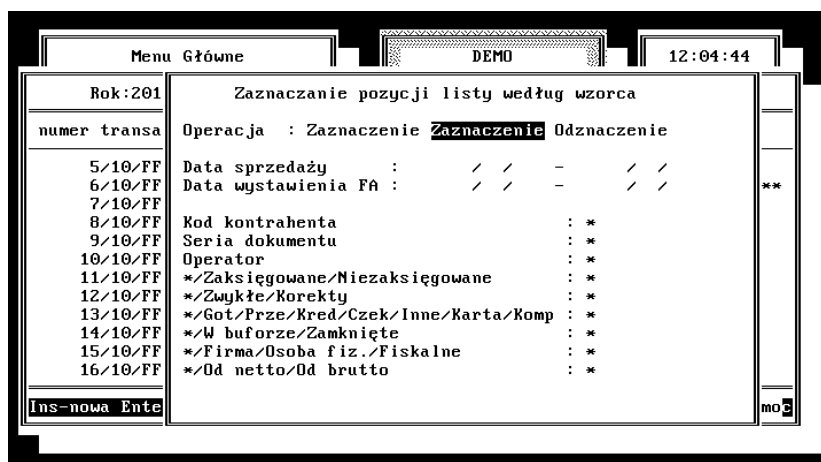 Menu Główne DEMO 12:04:44
Rok:201 Zaznaczanie pozycji listy według wzorca
numer transa Operacja : Zaznaczenie Zaznaczenie Odznaczenie
5/10/FF Data sprzedaży : / / - / /
6/10/FF Data wystawienia FA : / / - / / **
7/10/FF
8/10/FF Kod kontrahenta : *
9/10/FF Seria dokumentu : *
10/10/FF Operator : *
11/10/FF */Zaksięgowane/Niezaksięgowane : *
12/10/FF */Zwykłe/Korekty : *
13/10/FF */Got/Prze/Kred/Czek/Inne/Karta/Komp : *
14/10/FF */W buforze/Zamknięte : *
15/10/FF */Firma/Osoba fiz./Fiskalne : *
16/10/FF */Od netto/Od brutto : *
Ins-nowa Ente moc